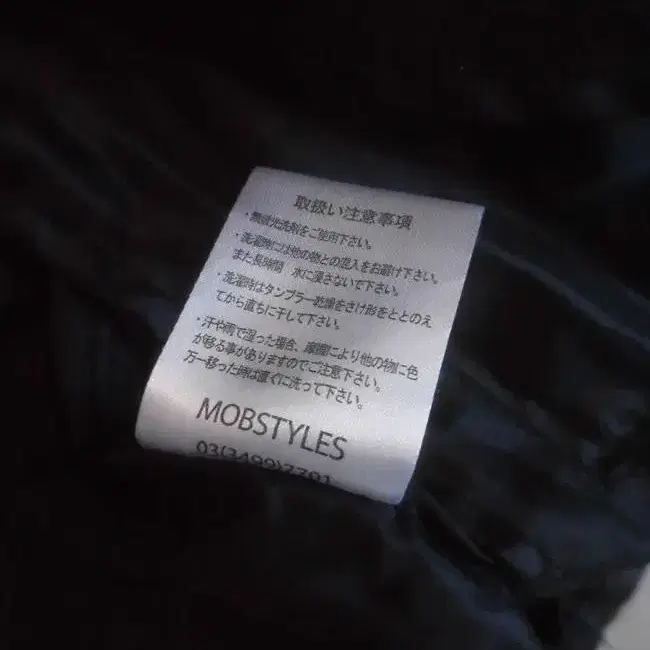 取扱い注意事項
・無蛍光洗剤をご使用下さい。
・洗濯時には他の物との混入をお避け下さい。
また長時間　水に浸さないで下さい。
・洗濯時はタンブラー乾燥をさけ形をととのえ
てから直ちに干して下さい。
・汗や雨で湿った場合、摩擦により他の物に色
が移る事がありますのでご注意下さい。
万一移った時は直ぐに洗って下さい。
MOBSTYLES
03(3499)2201